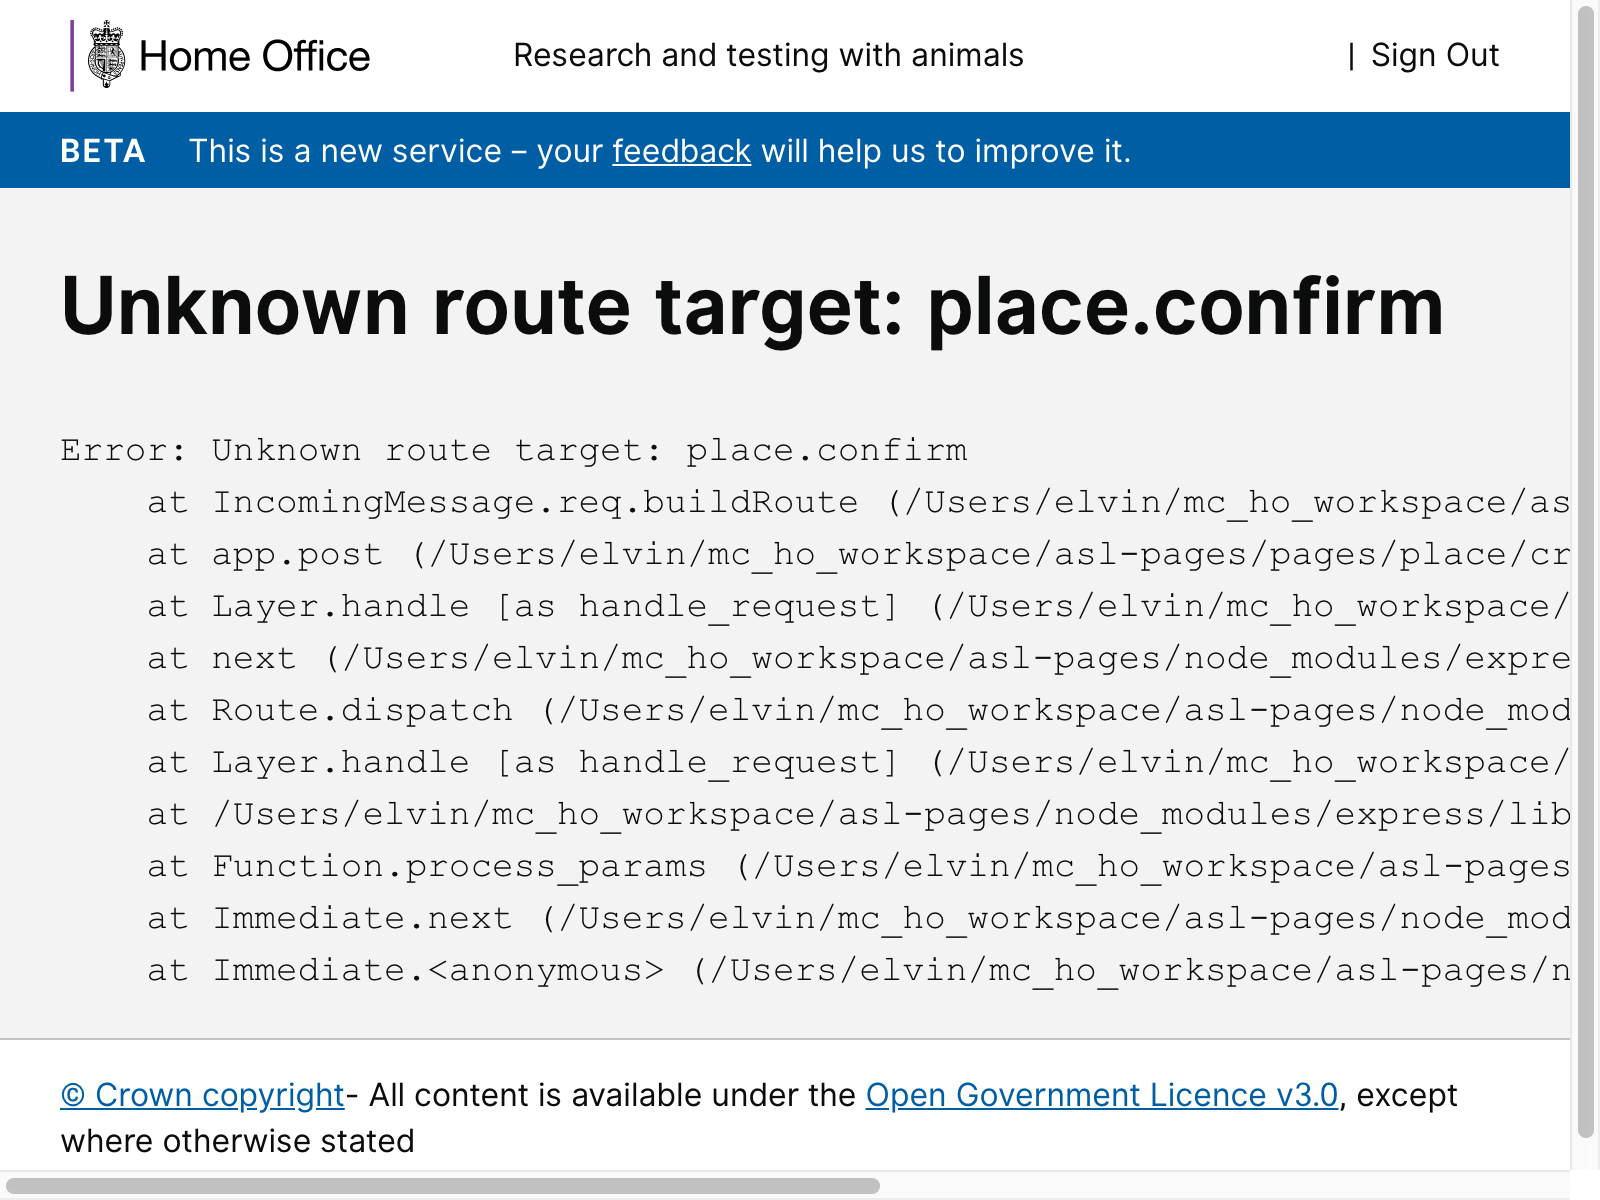 Home Office
Research and testing with animals
| Sign Out
BETA This is a new service – your feedback will help us to improve it.
Unknown route target: place.confirm
Error: Unknown route target: place.confirm
at IncomingMessage.req.buildRoute (/Users/elvin/mc_ho_workspace/as
at app.post (/Users/elvin/mc_ho_workspace/asl-pages/pages/place/cr
at Layer.handle [as handle_request] (/Users/elvin/mc_ho_workspace/
at next (/Users/elvin/mc_ho_workspace/asl-pages/node_modules/expre
at Route.dispatch (/Users/elvin/mc_ho_workspace/asl-pages/node_mod
at Layer.handle [as handle_request] (/Users/elvin/mc_ho_workspace/
at /Users/elvin/mc_ho_workspace/asl-pages/node_modules/express/lib
at Function.process_params (/Users/elvin/mc_ho_workspace/asl-pages
at Immediate.next (/Users/elvin/mc_ho_workspace/asl-pages/node_mod
at Immediate.<anonymous> (/Users/elvin/mc_ho_workspace/asl-pages/n
© Crown copyright- All content is available under the Open Government Licence v3.0, except
where otherwise stated